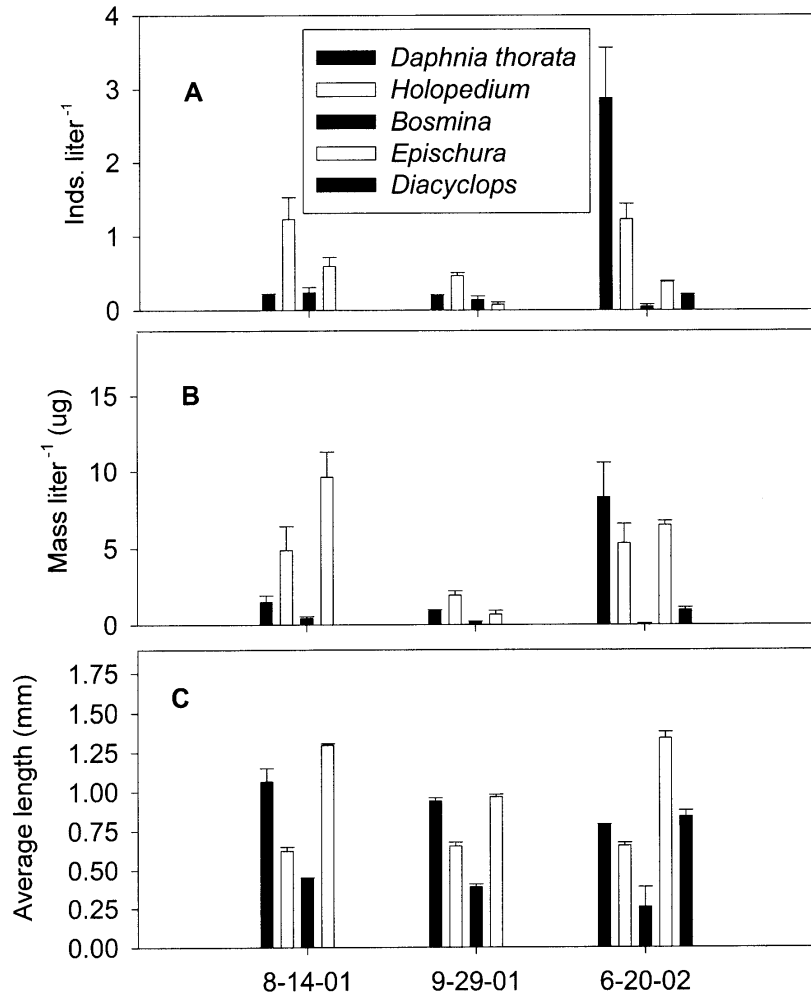 4
3
2
1
0
Inds. liter-1
A
Daphnia thorata
Holopedium
Bosmina
Epischura
Diacyclops
15
10
5
0
Mass liter-1 (ug)
B
1.75
1.50
1.25
1.00
0.75
0.50
0.25
0.00
Average length (mm)
C
8-14-01 9-29-01 6-20-02